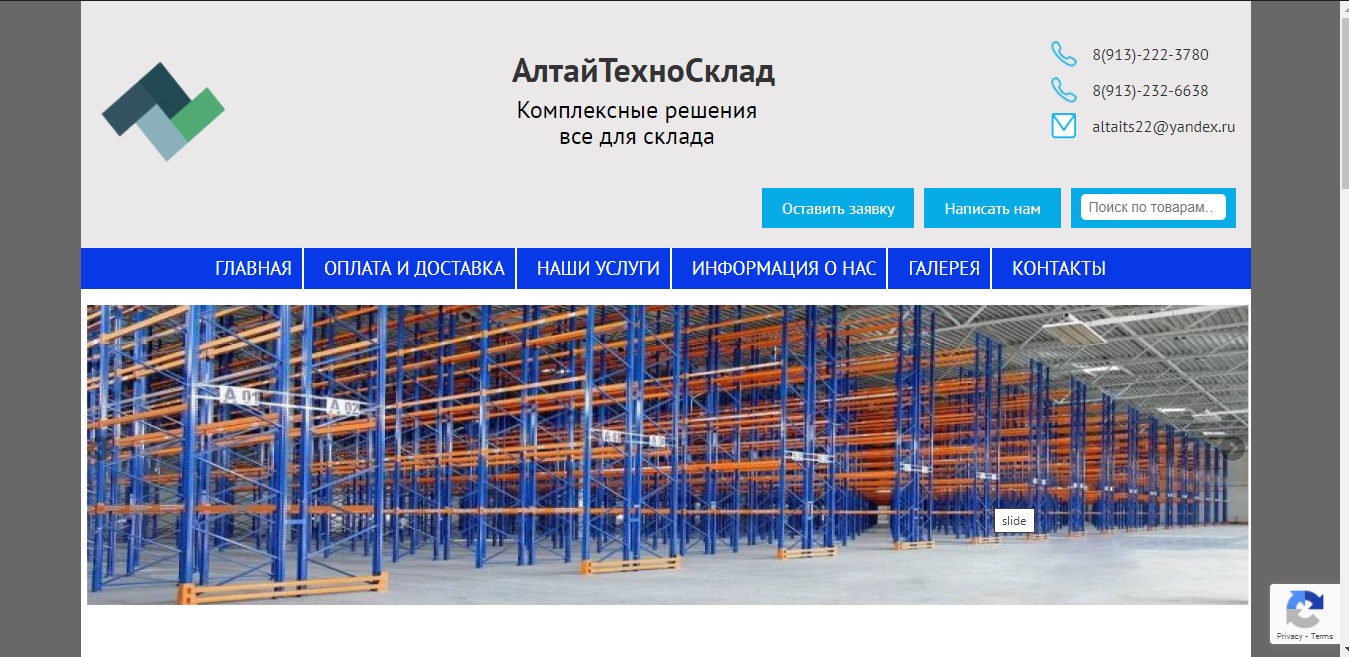 АлтайТехноСклад
Комплексные решения
все для склада
8(913)-222-3780
8(913)-232-6638
altaits22@yandex.ru
Оставить заявку
Написать нам
Поиск по товарам..
ГЛАВНАЯ
ОПЛАТА И ДОСТАВКА
НАШИ УСЛУГИ
ИНФОРМАЦИЯ О НАС
ГАЛЕРЕЯ
КОНТАКТЫ
A 01
A 02
slide
Privacy - Terms